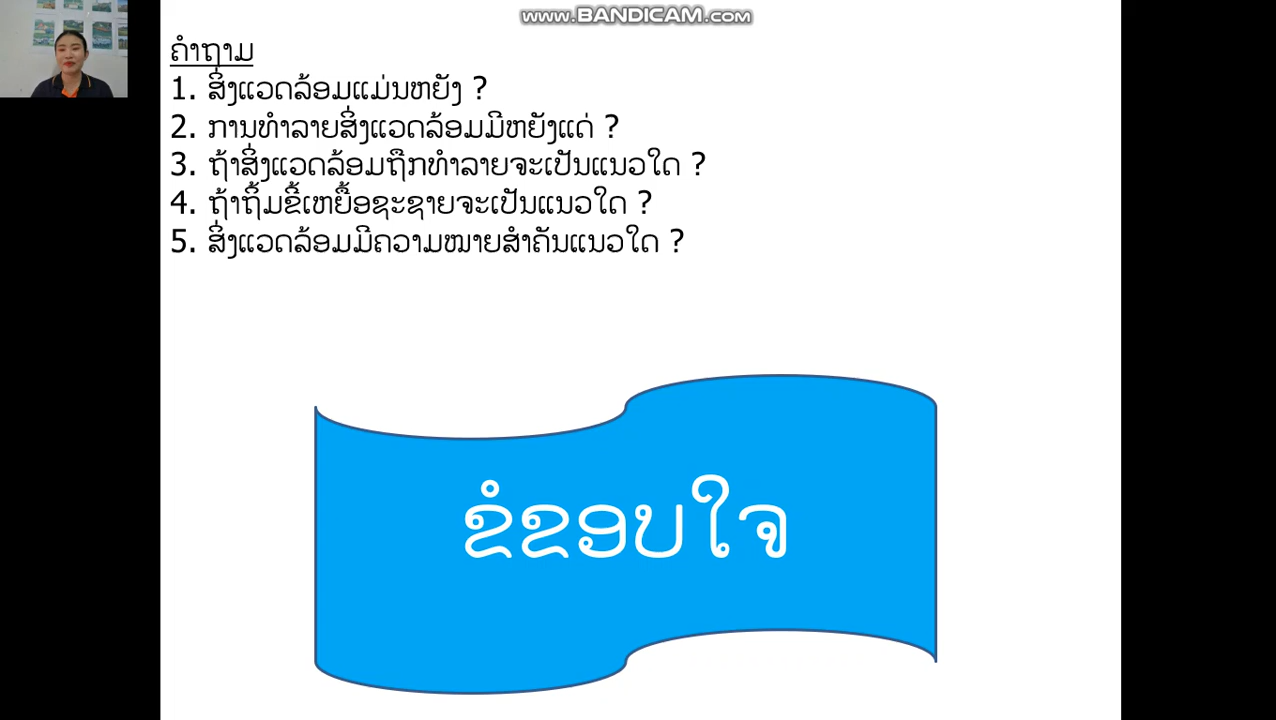 WWW.BANDICAM.COM
ຄຳຖາມ
1. ສິ່ງແວດລ້ອມແມ່ນຫຍັງ ?
2. ການທຳລາຍສິ່ງແວດລ້ອມມີຫຍັງແດ່ ?
3. ຖ້າສິ່ງແວດລ້ອມຖືກທຳລາຍຈະເປັນແນວໃດ ?
4. ຖ້າຖິ້ມຂີ້ເຫຍື້ອຊະຊາຍຈະເປັນແນວໃດ ?
5. ສິ່ງແວດລ້ອມມີຄວາມໝາຍສຳຄັນແນວໃດ ?
ຂໍຂອບໃຈ